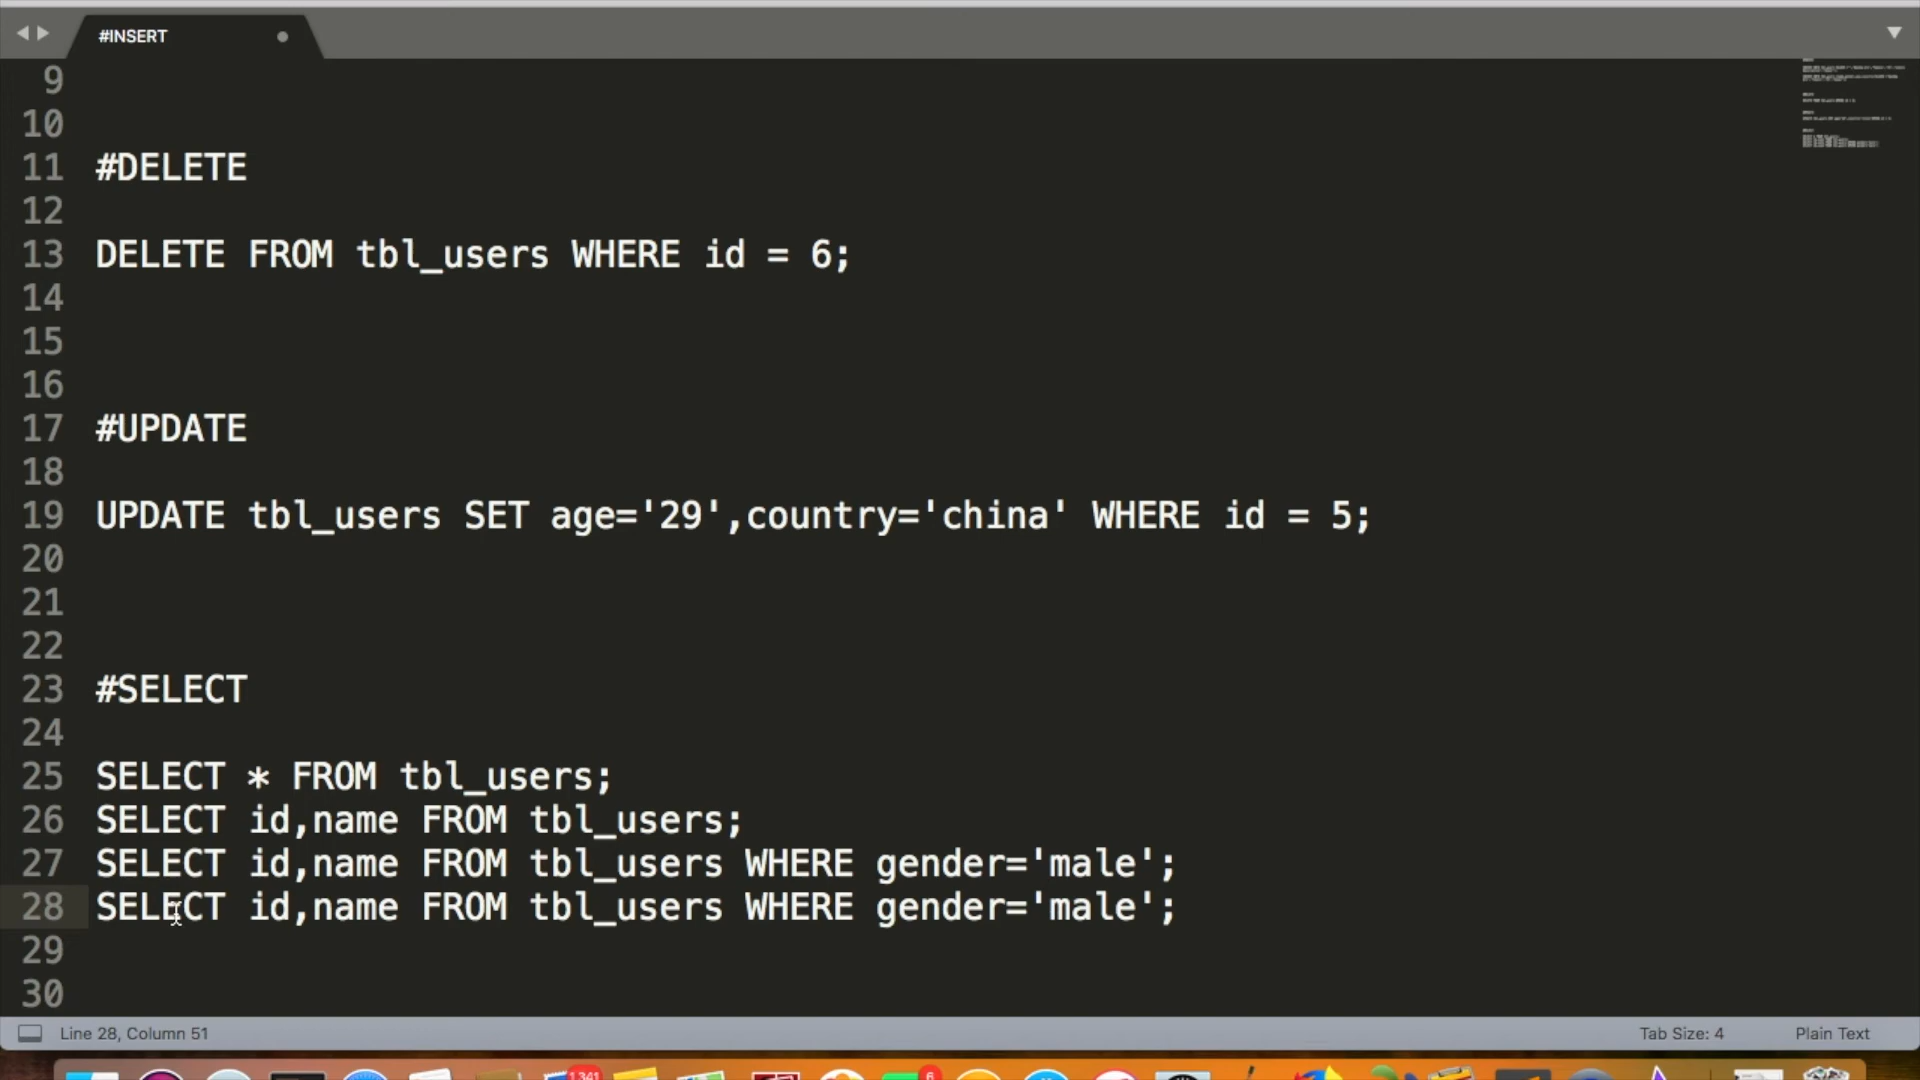 #INSERT
9
10
11 #DELETE
12
13 DELETE FROM tbl_users WHERE id = 6;
14
15
16
17 #UPDATE
18
19 UPDATE tbl_users SET age='29',country='china' WHERE id = 5;
20
21
22
23 #SELECT
24
25 SELECT * FROM tbl_users;
26 SELECT id,name FROM tbl_users;
27 SELECT id,name FROM tbl_users WHERE gender='male';
28 SELECT id,name FROM tbl_users WHERE gender='male';
29
30
Line 28, Column 51 Tab Size: 4 Plain Text
1341 6